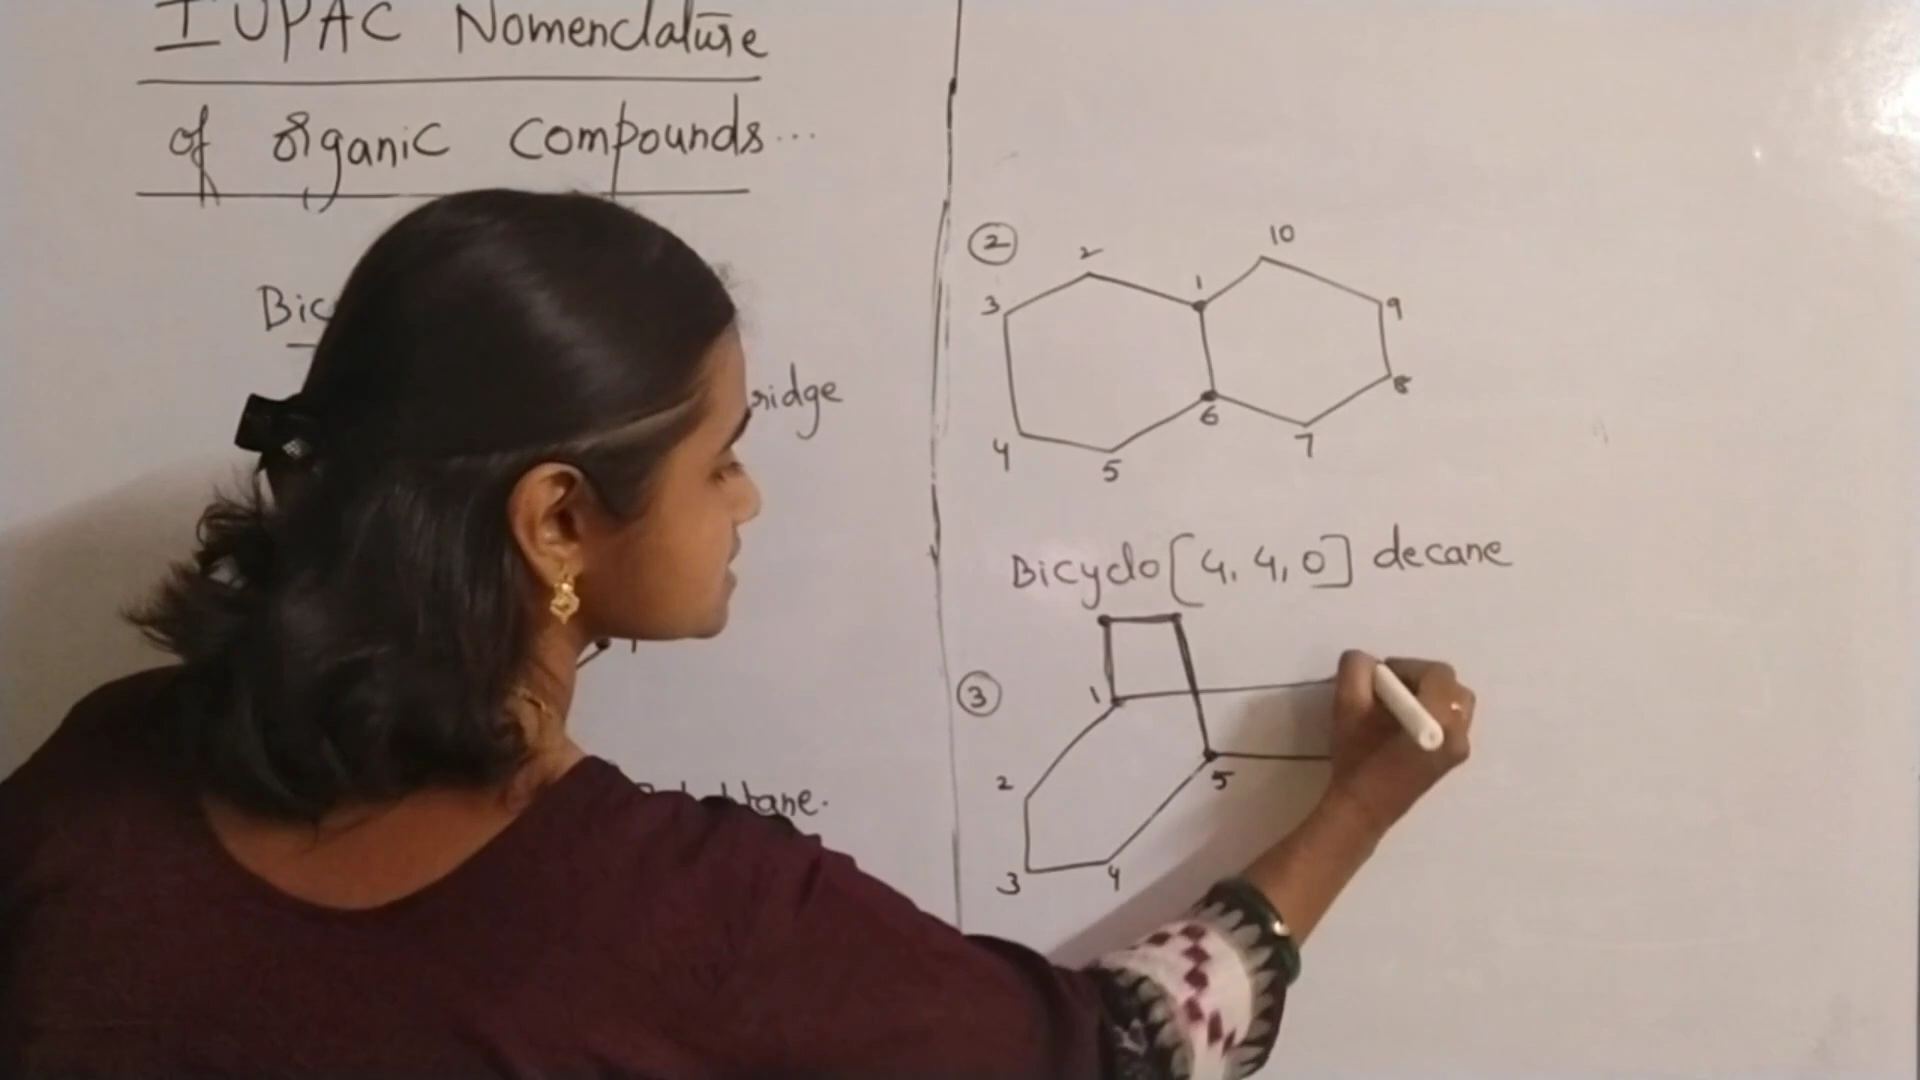 IUPAC Nomenclature
of organic compounds...
Bic
ridge
tane.
②
2
10
1
3
9
8
6
4
7
5
Bicyclo [4, 4, 0] decane
③
1
2
5
3
4